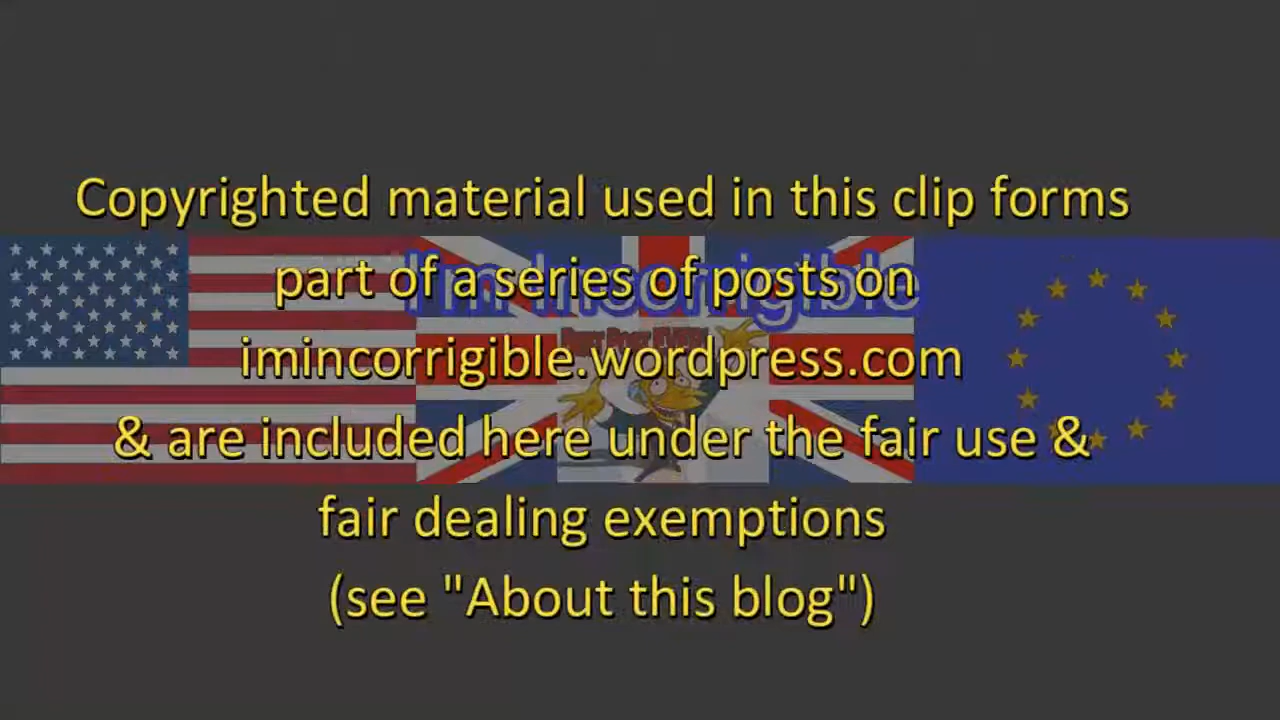 Copyrighted material used in this clip forms
part of a series of posts on
I'm Incorrigible
imincorrigible.wordpress.com
& are included here under the fair use &
fair dealing exemptions
(see "About this blog")